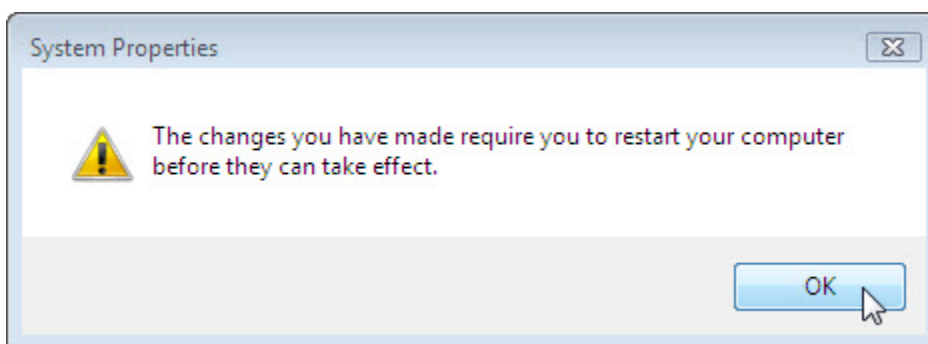 System Properties
The changes you have made require you to restart your computer
before they can take effect.
OK